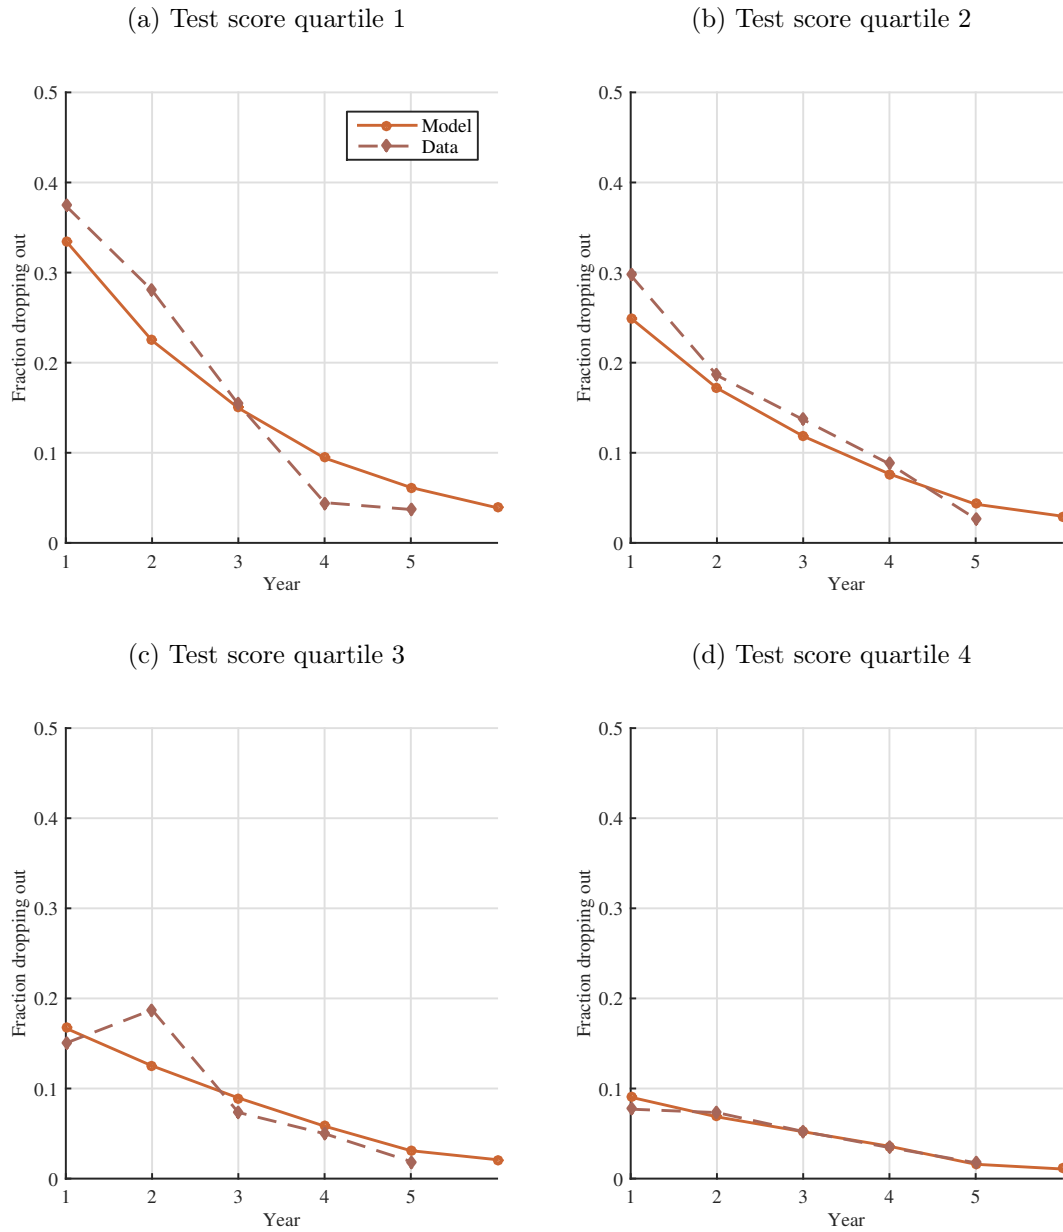 (a) Test score quartile 1
0.5
0.4
0.3
0.2
0.1
0
Fraction dropping out
Model
Data
1 2 3 4 5
Year
(b) Test score quartile 2
0.5
0.4
0.3
0.2
0.1
0
Fraction dropping out
1 2 3 4 5
Year
(c) Test score quartile 3
0.5
0.4
0.3
0.2
0.1
0
Fraction dropping out
1 2 3 4 5
Year
(d) Test score quartile 4
0.5
0.4
0.3
0.2
0.1
0
Fraction dropping out
1 2 3 4 5
Year